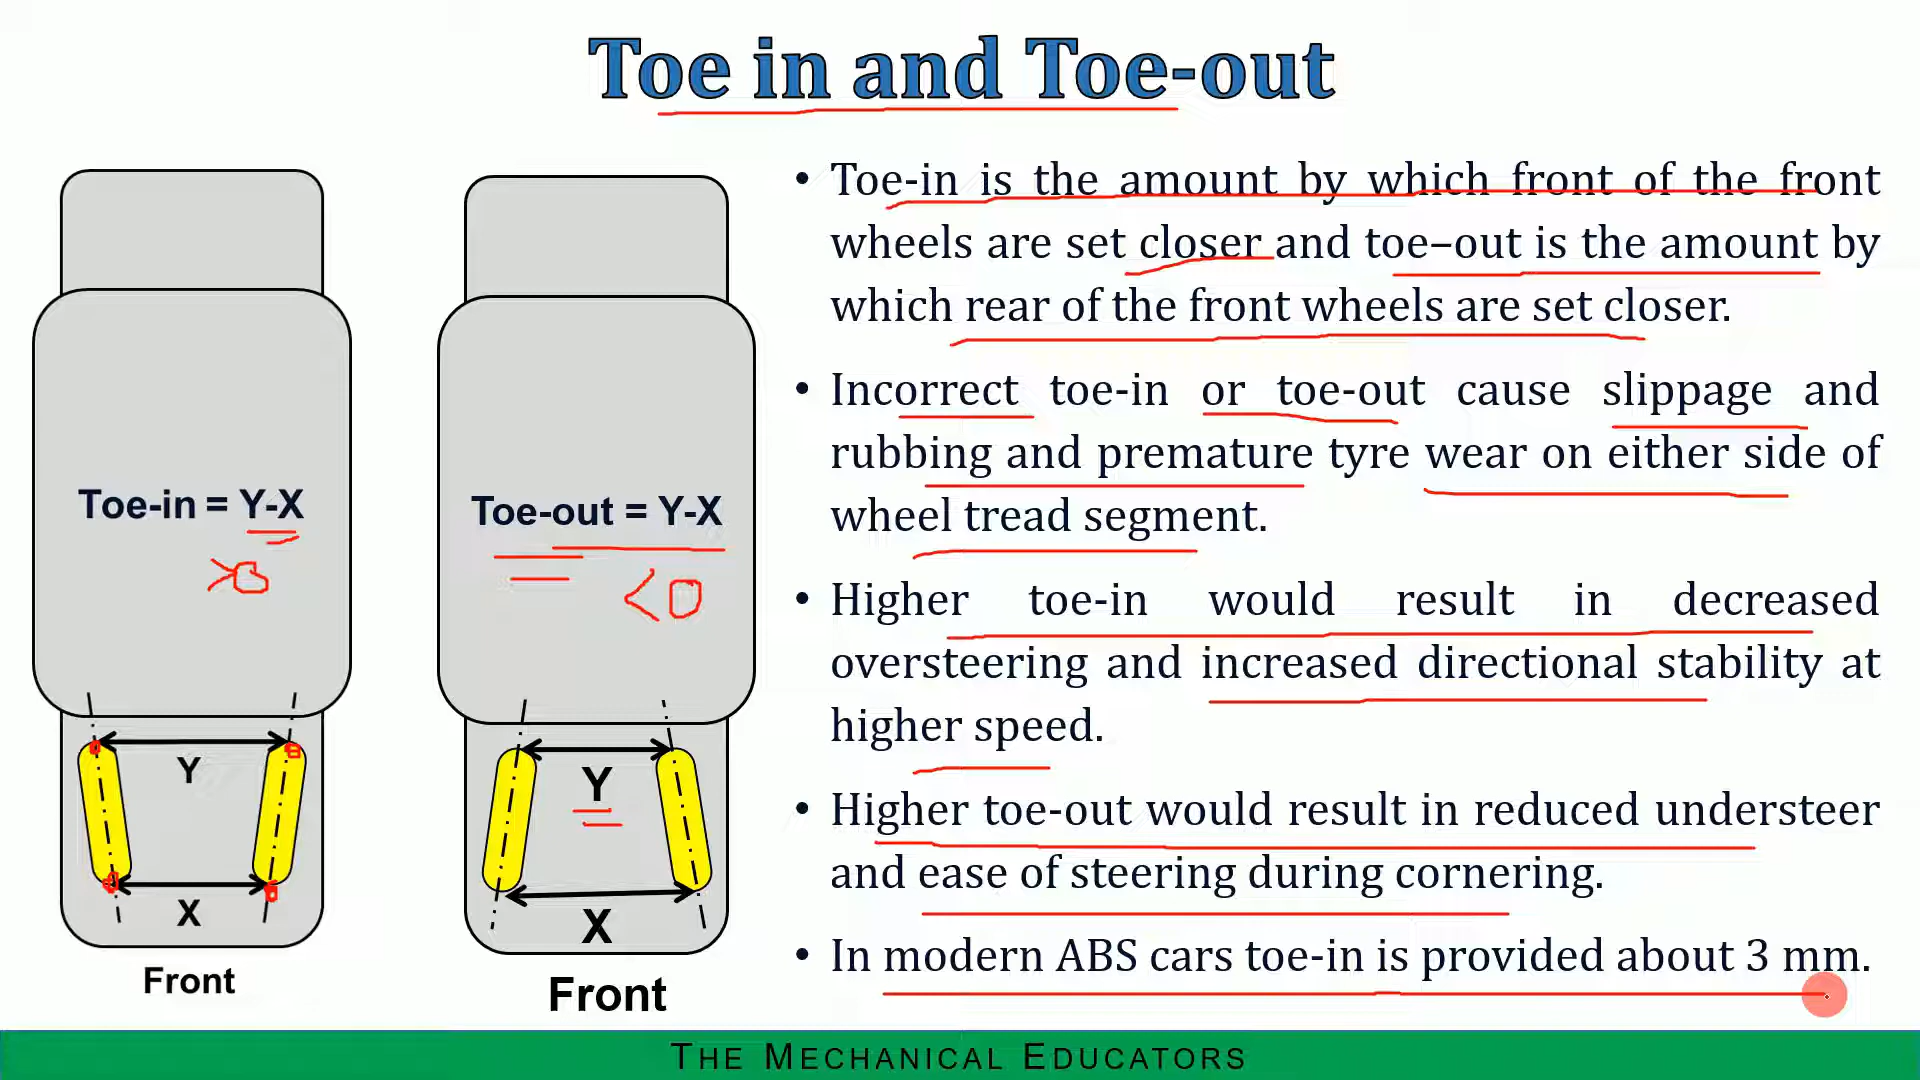 Toe in and Toe-out
Toe-in = Y-X
>0
Y
X
Front
Toe-out = Y-X
<0
Y
X
Front
• Toe-in is the amount by which front of the front
wheels are set closer and toe–out is the amount by
which rear of the front wheels are set closer.
• Incorrect toe-in or toe-out cause slippage and
rubbing and premature tyre wear on either side of
wheel tread segment.
• Higher toe-in would result in decreased
oversteering and increased directional stability at
higher speed.
• Higher toe-out would result in reduced understeer
and ease of steering during cornering.
• In modern ABS cars toe-in is provided about 3 mm.
THE MECHANICAL EDUCATORS